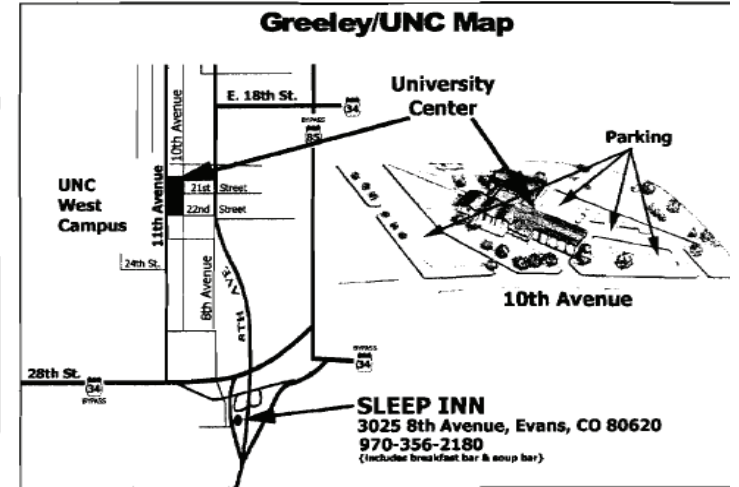 Greeley/UNC Map
University
Center
E. 18th St.
34
BYPASS
85
Parking
10th Avenue
11th Avenue
UNC
West
Campus
21st Street
22nd Street
24th St.
8th Avenue
8TH AVE.
10th Avenue
28th St.
34
BYPASS
BYPASS
34
SLEEP INN
3025 8th Avenue, Evans, CO 80620
970-356-2180
{includes breakfast bar & soup bar}